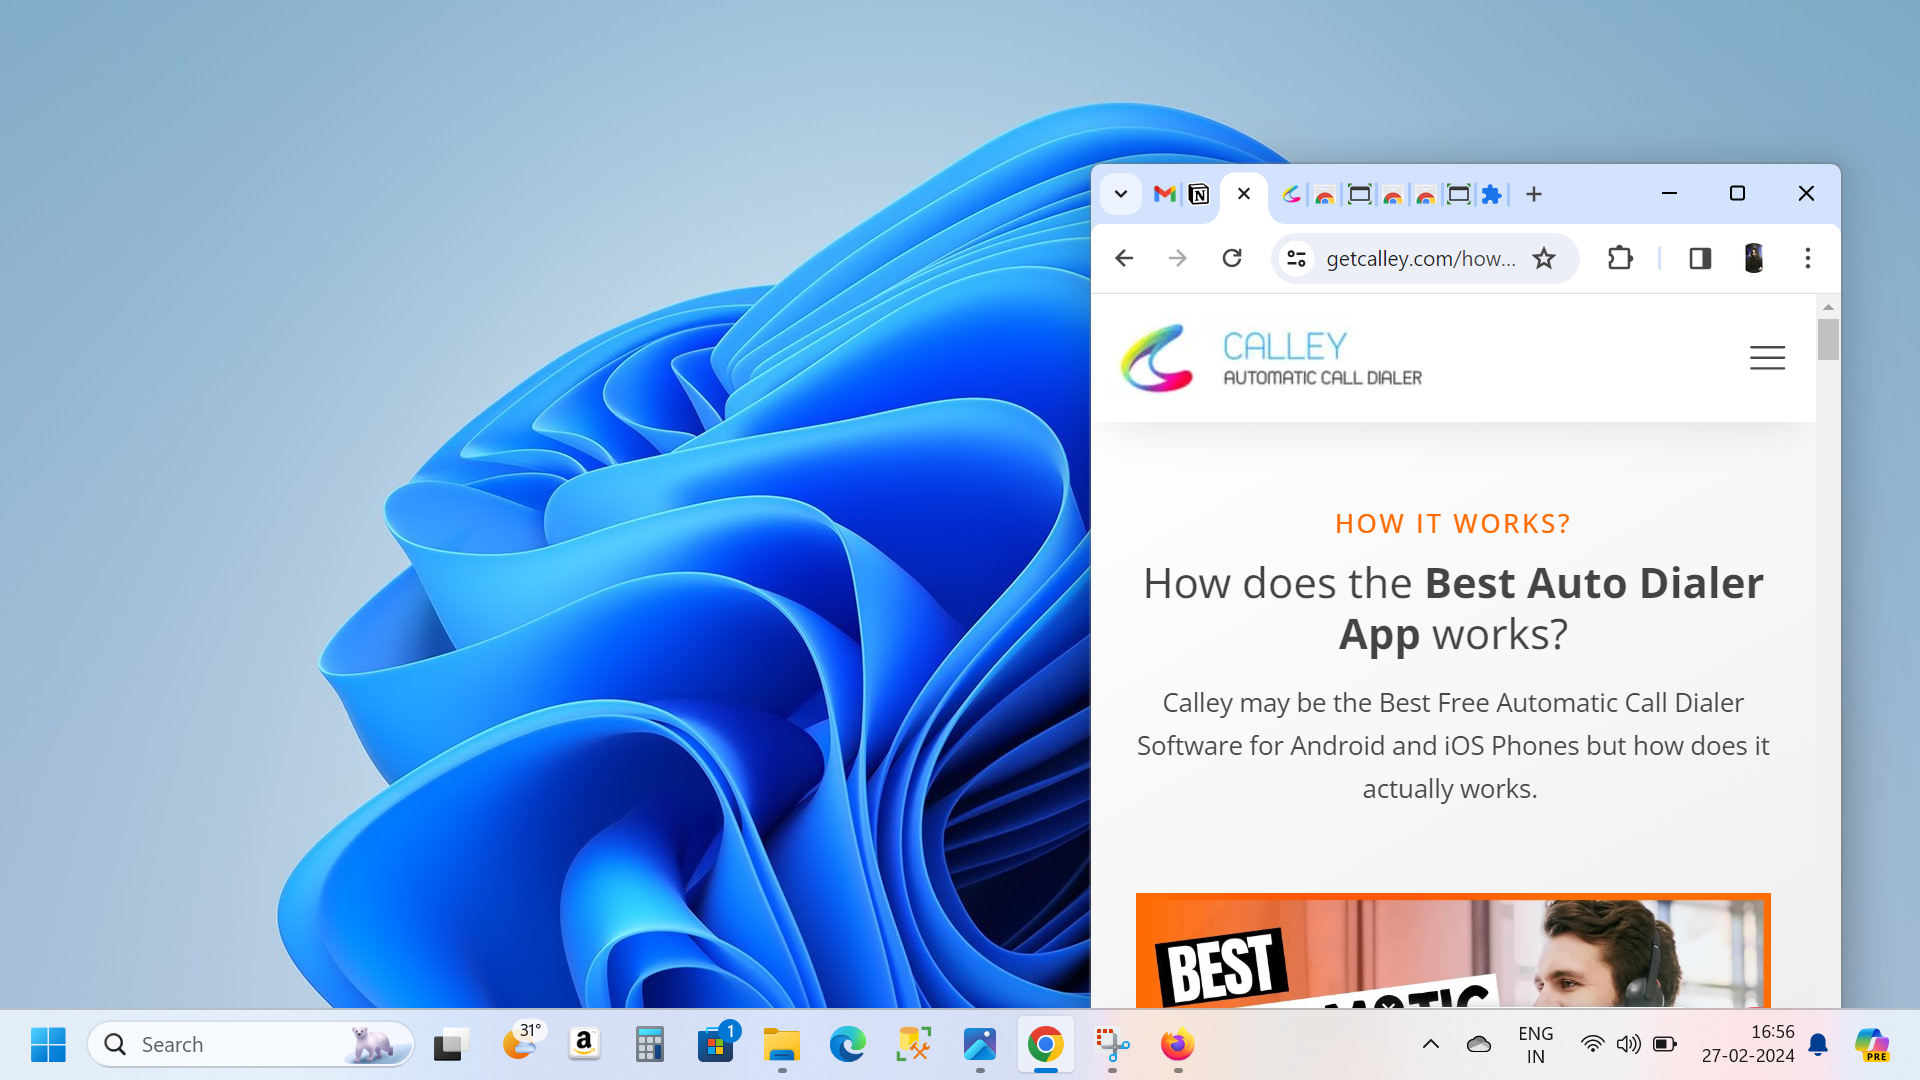 getcalley.com/how...
CALLEY
AUTOMATIC CALL DIALER
HOW IT WORKS?
How does the Best Auto Dialer
App works?
Calley may be the Best Free Automatic Call Dialer
Software for Android and iOS Phones but how does it
actually works.
BEST
Search
31°
a
1
ENG
IN
16:56
27-02-2024
PRE